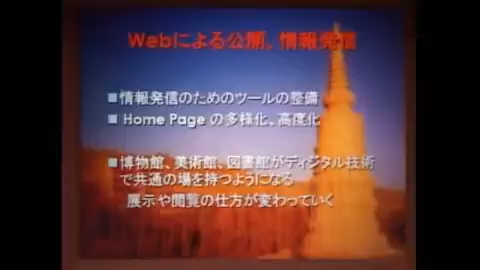 Webによる公開、情報発信
■情報発信のためのツールの整備
■Home Page の多様化、高度化
■博物館、美術館、図書館がディジタル技術
で共通の場を持つようになる
展示や閲覧の仕方が変わっていく